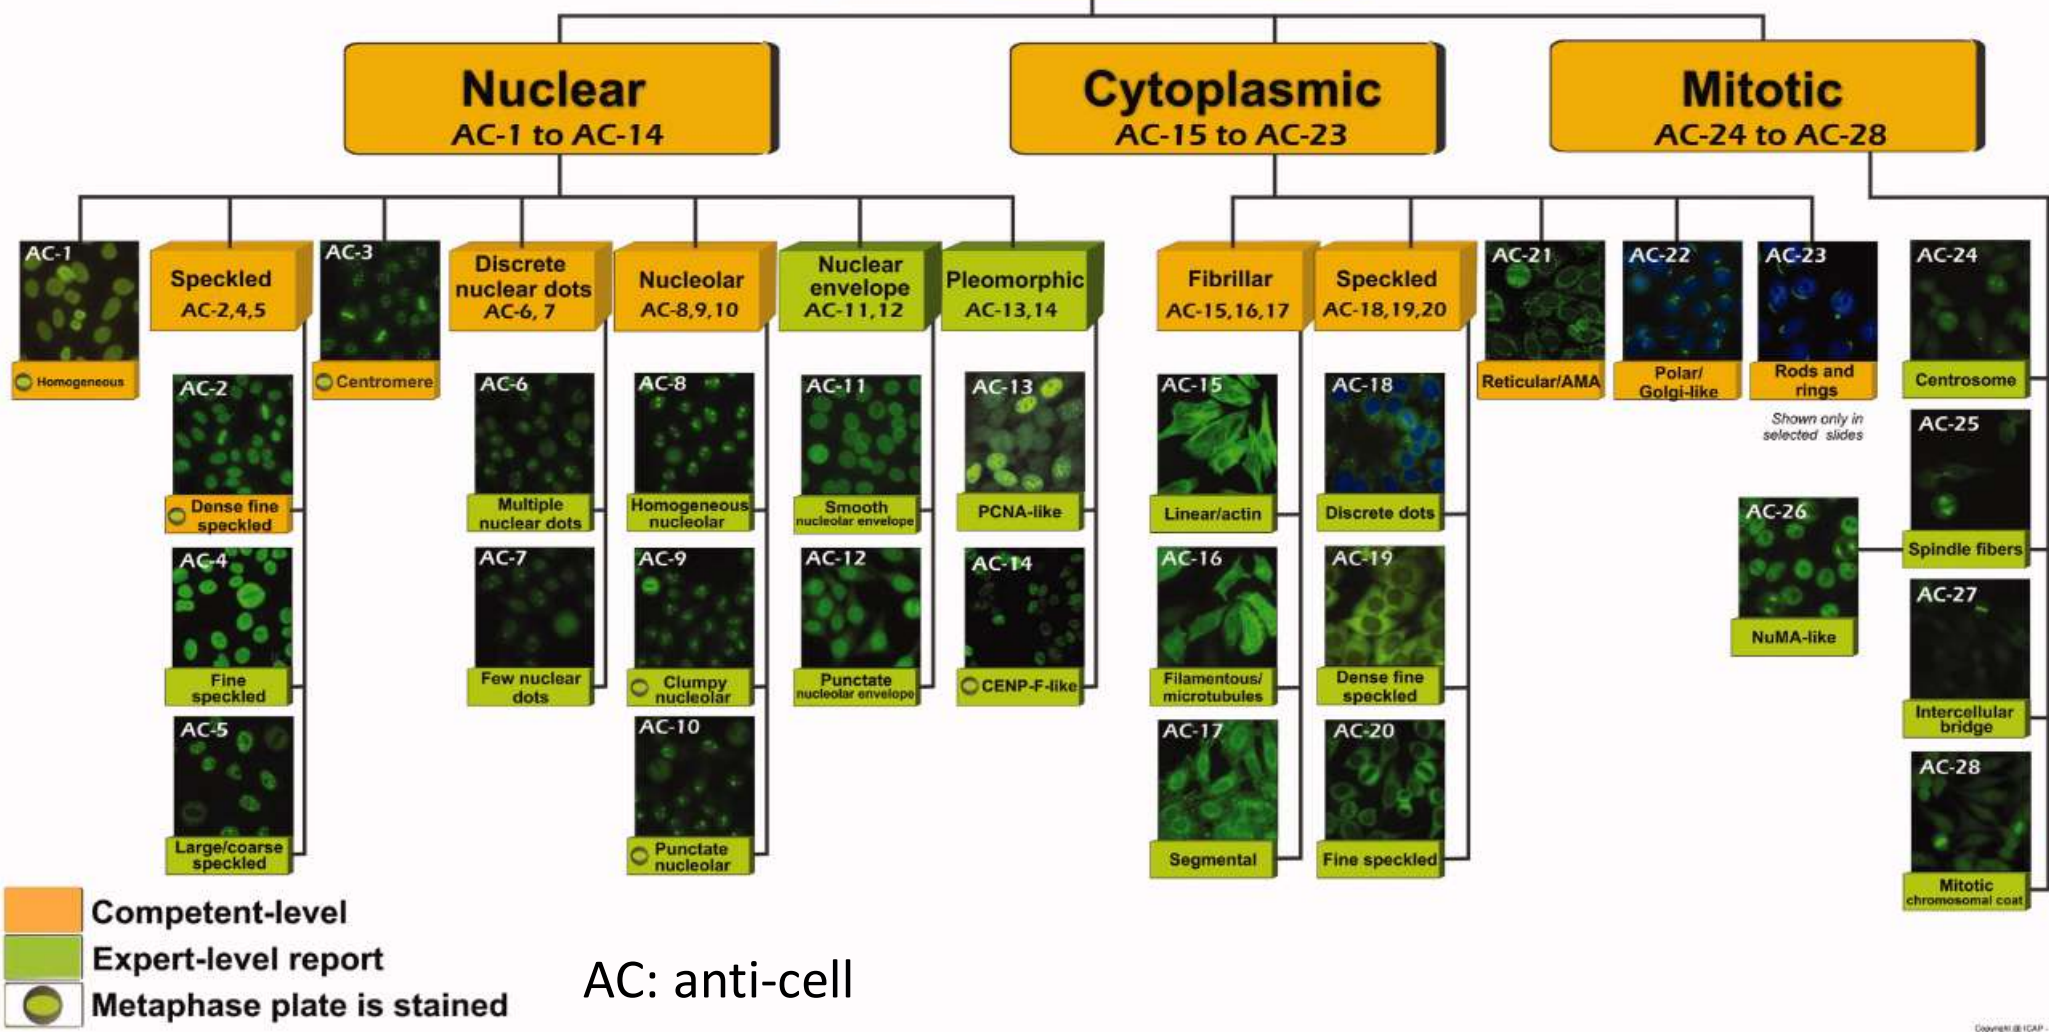 Nuclear
AC-1 to AC-14
Cytoplasmic
AC-15 to AC-23
Mitotic
AC-24 to AC-28
AC-1
Homogeneous
Speckled
AC-2,4,5
AC-2
Dense fine
speckled
AC-4
Fine
speckled
AC-5
Large/coarse
speckled
AC-3
Centromere
Discrete
nuclear dots
AC-6, 7
AC-6
Multiple
nuclear dots
AC-7
Few nuclear
dots
Nucleolar
AC-8,9,10
AC-8
Homogeneous
nucleolar
AC-9
Clumpy
nucleolar
AC-10
Punctate
nucleolar
Nuclear
envelope
AC-11,12
AC-11
Smooth
nucleolar envelope
AC-12
Punctate
nucleolar envelope
Pleomorphic
AC-13,14
AC-13
PCNA-like
AC-14
CENP-F-like
Fibrillar
AC-15,16,17
AC-15
Linear/actin
AC-16
Filamentous/
microtubules
AC-17
Segmental
Speckled
AC-18,19,20
AC-18
Discrete dots
AC-19
Dense fine
speckled
AC-20
Fine speckled
AC-21
Reticular/AMA
AC-22
Polar/
Golgi-like
AC-23
Rods and
rings
Shown only in
selected slides
AC-24
Centrosome
AC-25
Spindle fibers
AC-26
NuMA-like
AC-27
Intercellular
bridge
AC-28
Mitotic
chromosomal coat
Competent-level
Expert-level report
Metaphase plate is stained
AC: anti-cell
Copyright @ ICAP -